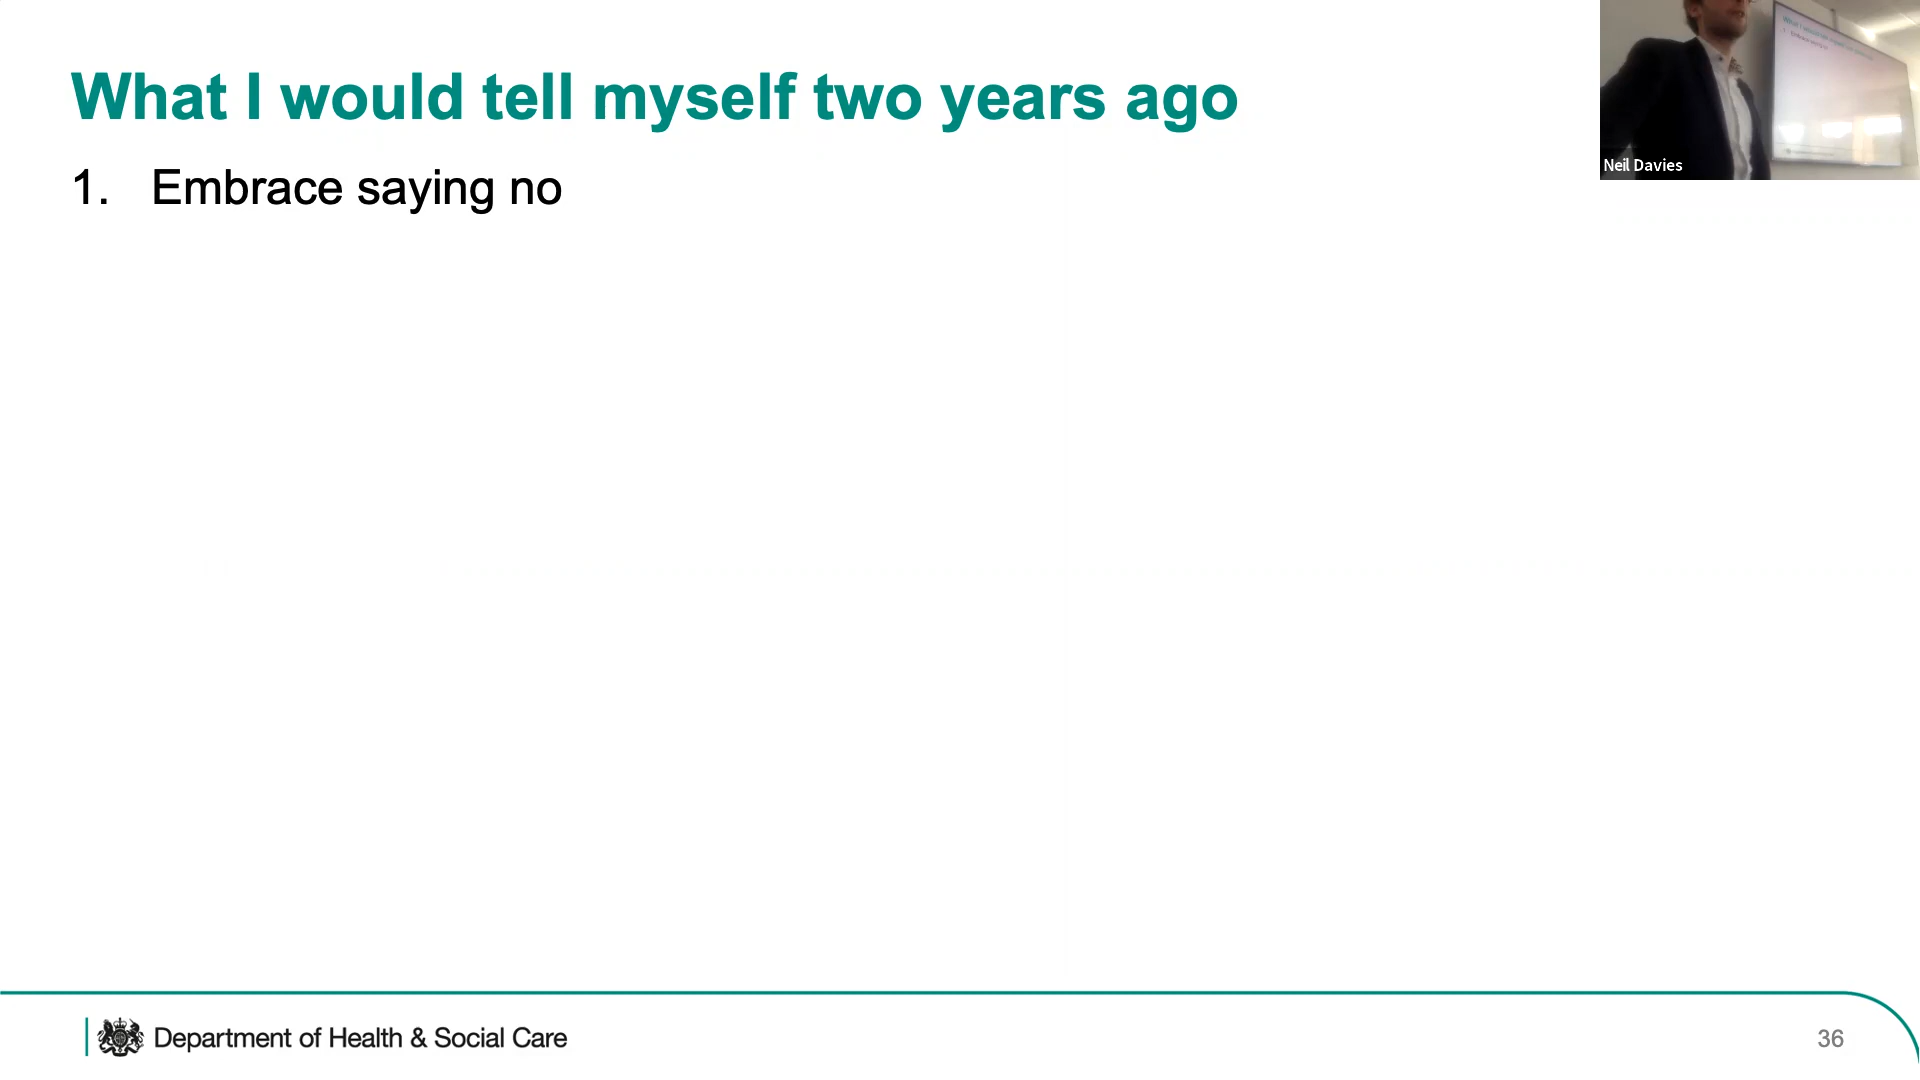 What I would tell myself two years ago
1. Embrace saying no
Neil Davies
Department of Health & Social Care
36